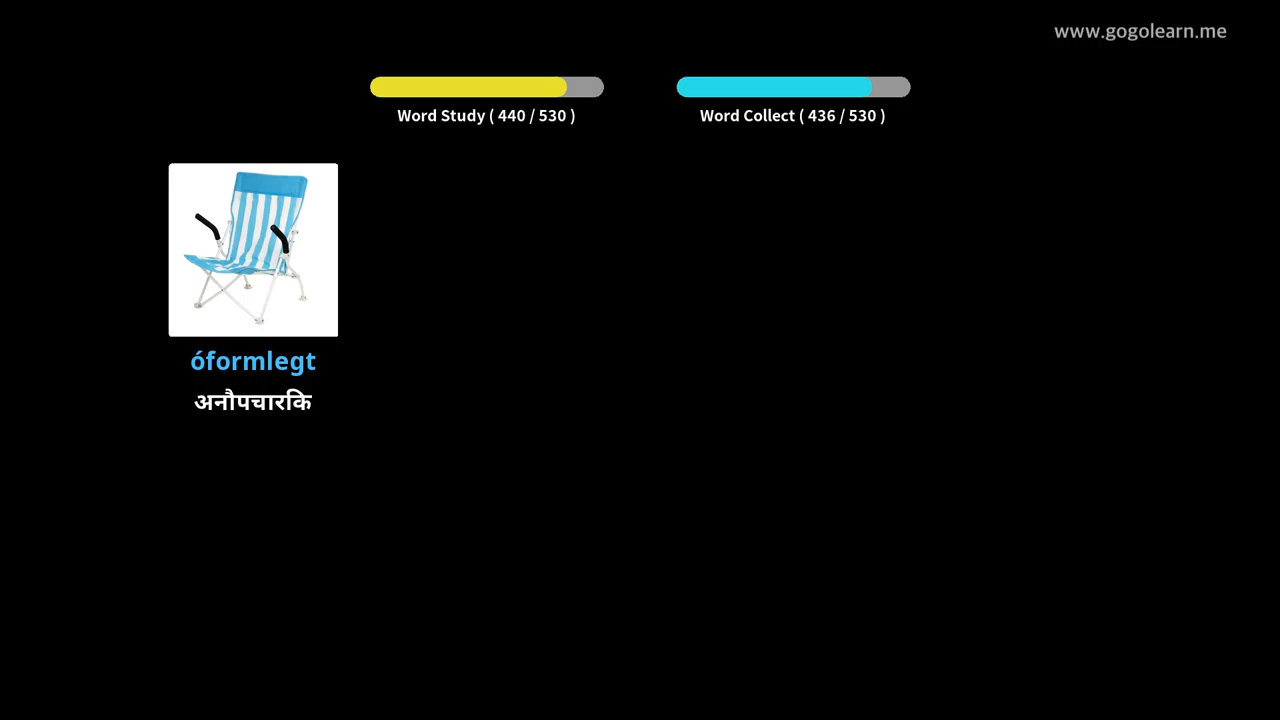 www.gogolearn.me
Word Study ( 440 / 530 )
Word Collect ( 436 / 530 )
óformlegt
अनौपचारिक